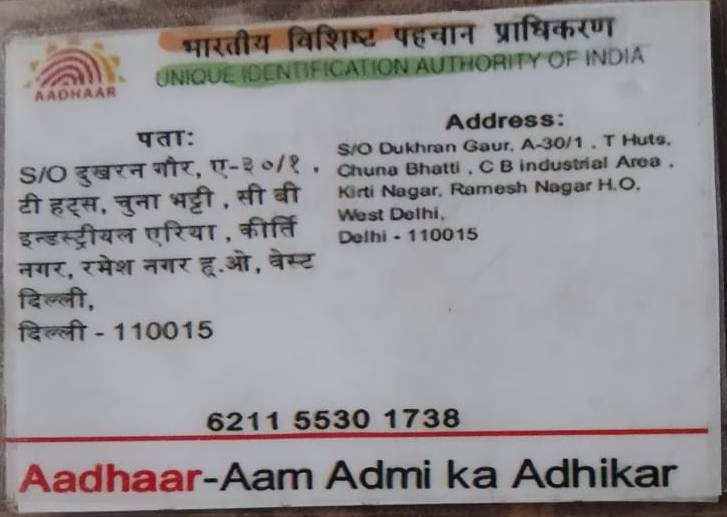 भारतीय विशिष्ट पहचान प्राधिकरण
UNIQUE IDENTIFICATION AUTHORITY OF INDIA
AADHAAR
पता:
S/O दुखरन गौर, ए-३०/१ ,
टी हट्स, चुना भट्टी , सी बी
इन्डस्ट्रीयल एरिया , कीर्ति
नगर, रमेश नगर हू.ओ, वेस्ट
दिल्ली,
दिल्ली - 110015
Address:
S/O Dukhran Gaur, A-30/1 . T Huts,
Chuna Bhatti , C B industrial Area ,
Kirti Nagar, Ramesh Nagar H.O,
West Delhi,
Delhi - 110015
6211 5530 1738
Aadhaar-Aam Admi ka Adhikar